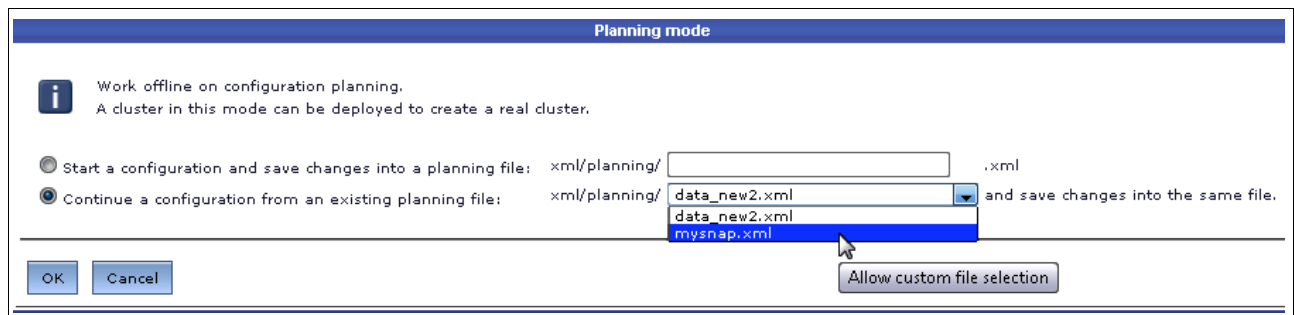 Planning mode
Work offline on configuration planning.
A cluster in this mode can be deployed to create a real cluster.
Start a configuration and save changes into a planning file: xml/planning/ .xml
Continue a configuration from an existing planning file: xml/planning/ data_new2.xml and save changes into the same file.
data_new2.xml
mysnap.xml
OK Cancel Allow custom file selection